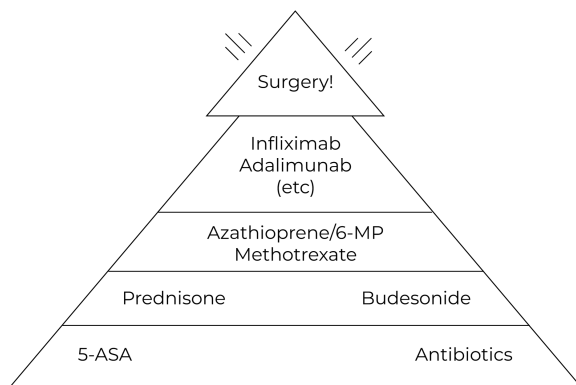 Surgery!
Infliximab
Adalimunab
(etc)
Azathioprene/6-MP
Methotrexate
Prednisone Budesonide
5-ASA Antibiotics